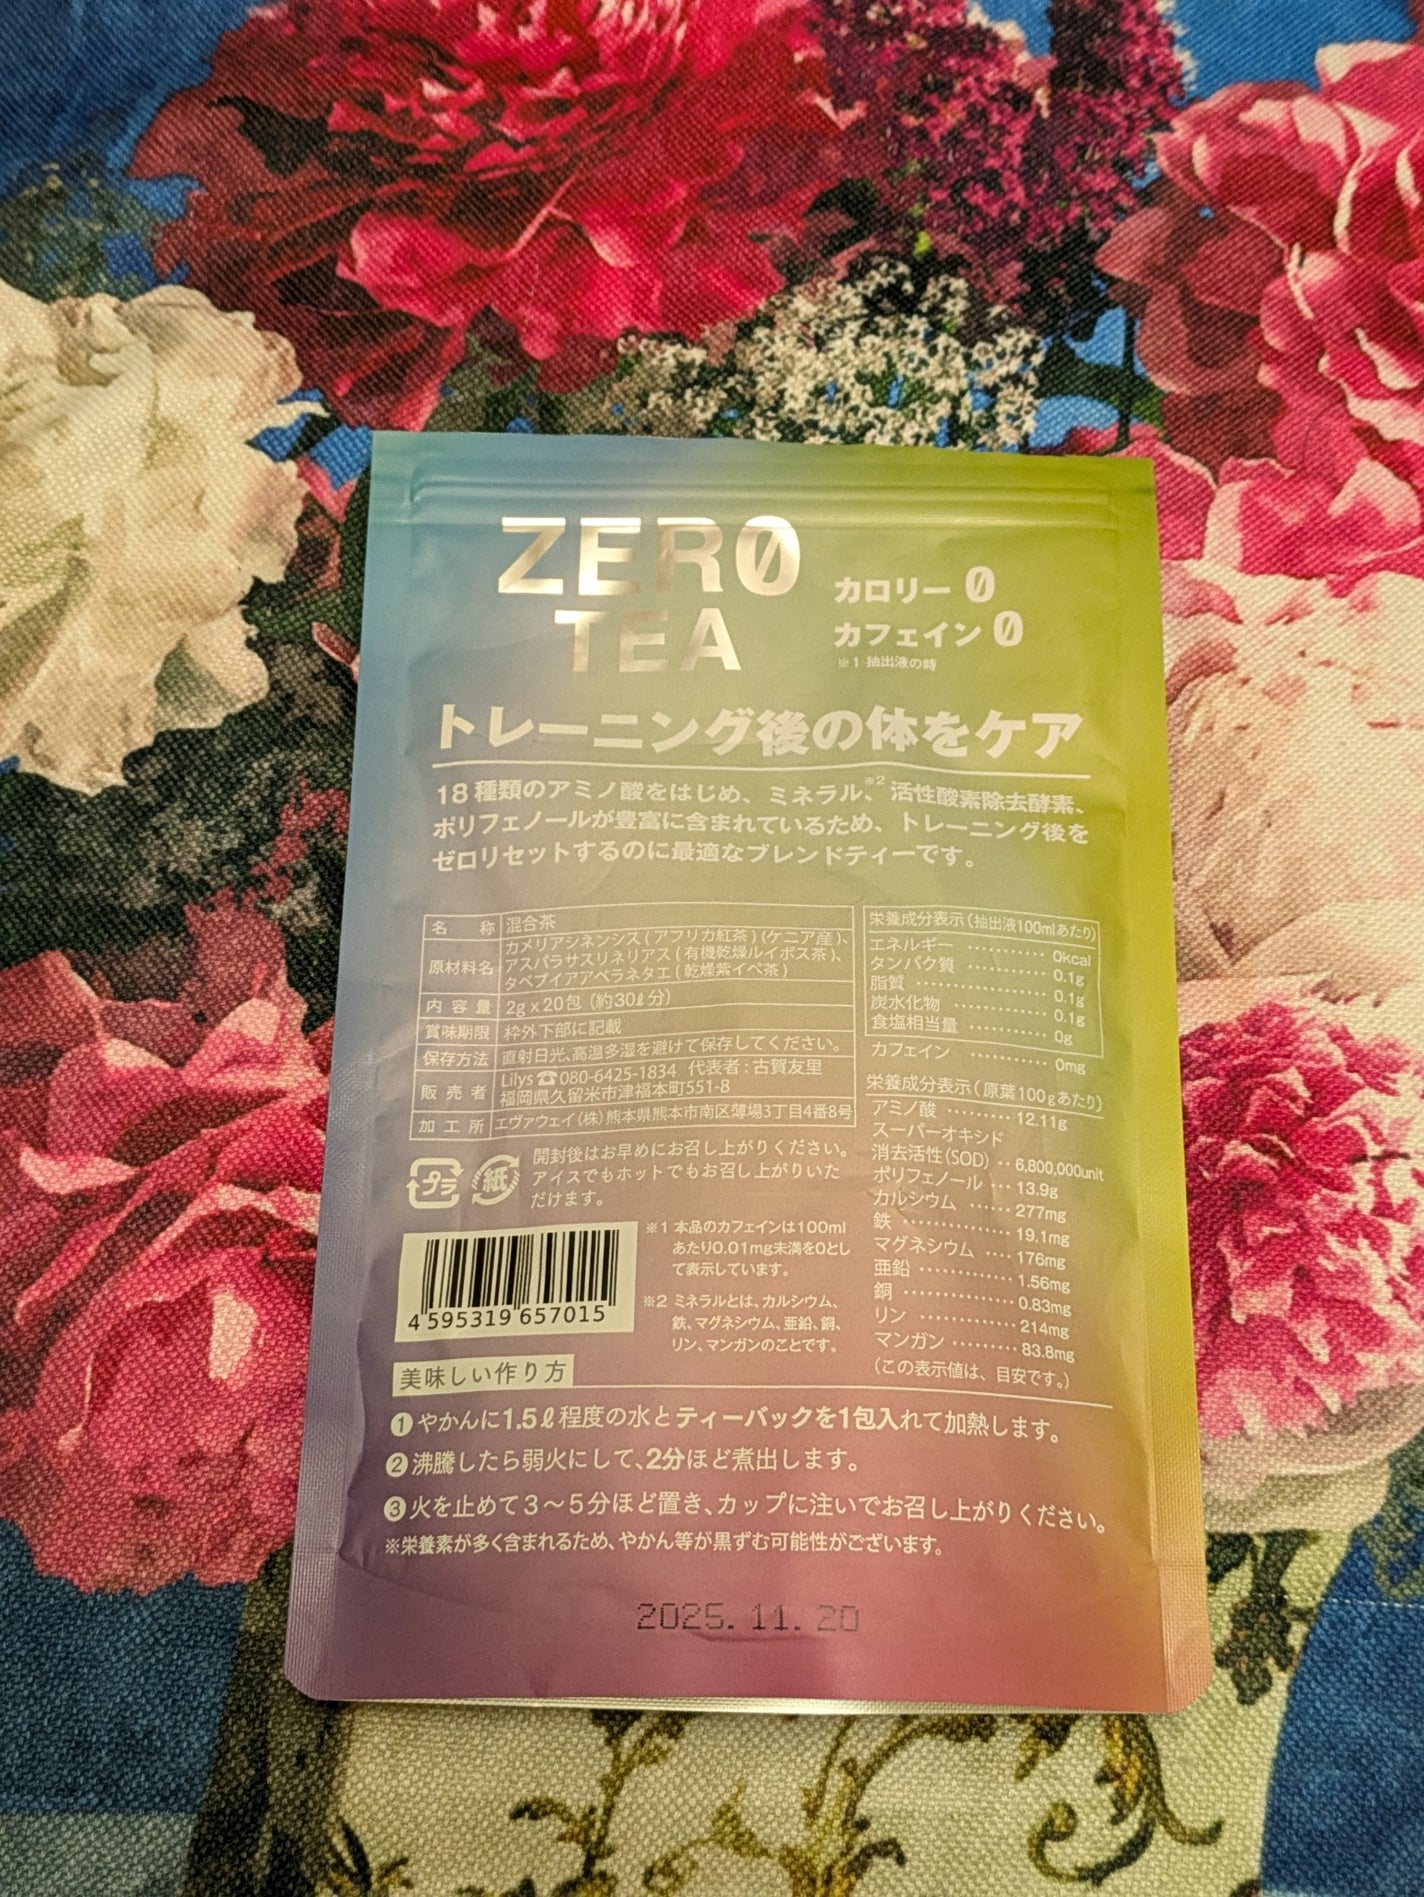 ZERO
TEA
カロリー 0
カフェイン 0
※1 抽出液の時
トレーニング後の体をケア
18種類のアミノ酸をはじめ、ミネラル、※2 活性酸素除去酵素、
ポリフェノールが豊富に含まれているため、トレーニング後を
ゼロリセットするのに最適なブレンドティーです。
名 称 混合茶
原材料名 カメリアシネンシス(アフリカ紅茶)(ケニア産)、
アスパラサスリネリアス(有機乾燥ルイボス茶)、
タベブイアアベラネタエ(乾燥紫イペ茶)
内容量 2g x 20包(約30ℓ分)
賞味期限 枠外下部に記載
保存方法 直射日光、高温多湿を避けて保存してください。
販売者 Lilys ☎080-6425-1834 代表者:古賀友里
福岡県久留米市津福本町551-8
加工所 エヴァウェイ(株)熊本県熊本市南区薄場3丁目4番8号
栄養成分表示(抽出液100mlあたり)
エネルギー ……… 0kcal
タンパク質 ……… 0.1g
脂質 ……… 0.1g
炭水化物 ……… 0.1g
食塩相当量 ……… 0g
カフェイン ……… 0mg
栄養成分表示(原葉100gあたり)
アミノ酸 ……… 12.11g
スーパーオキシド
消去活性(SOD) ‥ 6,800,000unit
ポリフェノール … 13.9g
カルシウム …… 277mg
鉄 ……… 19.1mg
マグネシウム …. 176mg
亜鉛 ……… 1.56mg
銅 ……… 0.83mg
リン ……… 214mg
マンガン ……… 83.8mg
(この表示値は、目安です。)
プラ
紙
開封後はお早めにお召し上がりください。
アイスでもホットでもお召し上がりいた
だけます。
4 595319 657015
※1 本品のカフェインは100ml
あたり0.01mg未満を0とし
て表示しています。
※2 ミネラルとは、カルシウム、
鉄、マグネシウム、亜鉛、銅、
リン、マンガンのことです。
美味しい作り方
❶やかんに1.5ℓ程度の水とティーバックを1包入れて加熱します。
❷沸騰したら弱火にして、2分ほど煮出します。
❸火を止めて3〜5分ほど置き、カップに注いでお召し上がりください。
※栄養素が多く含まれるため、やかん等が黒ずむ可能性がございます。
2025.11.20